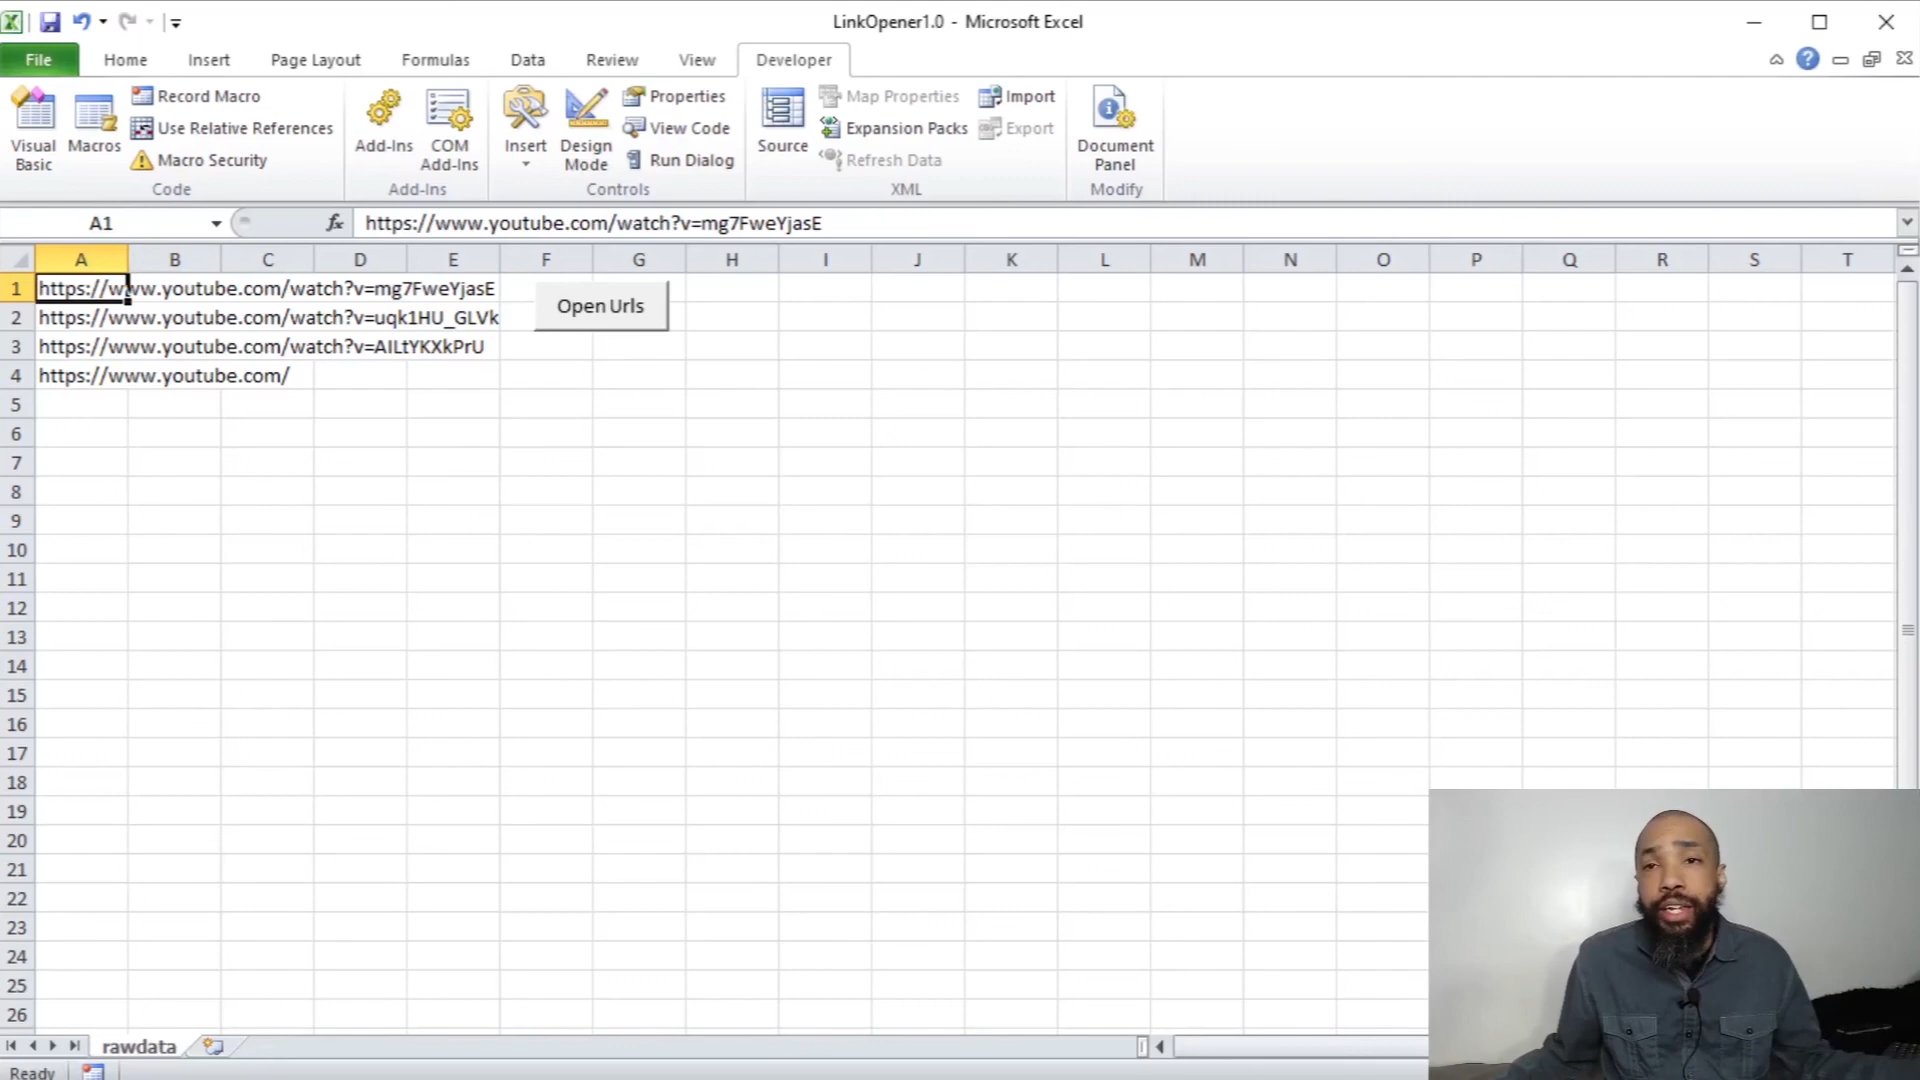 LinkOpener1.0 - Microsoft Excel
File Home Insert Page Layout Formulas Data Review View Developer
Visual Basic
Macros
Record Macro
Use Relative References
Macro Security
Code
Add-Ins
COM Add-Ins
Add-Ins
Insert
Design Mode
Properties
View Code
Run Dialog
Controls
Source
Map Properties
Expansion Packs
Refresh Data
Import
Export
XML
Document Panel
Modify
A1 fx https://www.youtube.com/watch?v=mg7FweYjasE
A B C D E F G H I J K L M N O P Q R S T
1 https://www.youtube.com/watch?v=mg7FweYjasE
Open Urls
2 https://www.youtube.com/watch?v=uqk1HU_GLVk
3 https://www.youtube.com/watch?v=AILtYKXkPrU
4 https://www.youtube.com/
5
6
7
8
9
10
11
12
13
14
15
16
17
18
19
20
21
22
23
24
25
26
rawdata
Ready